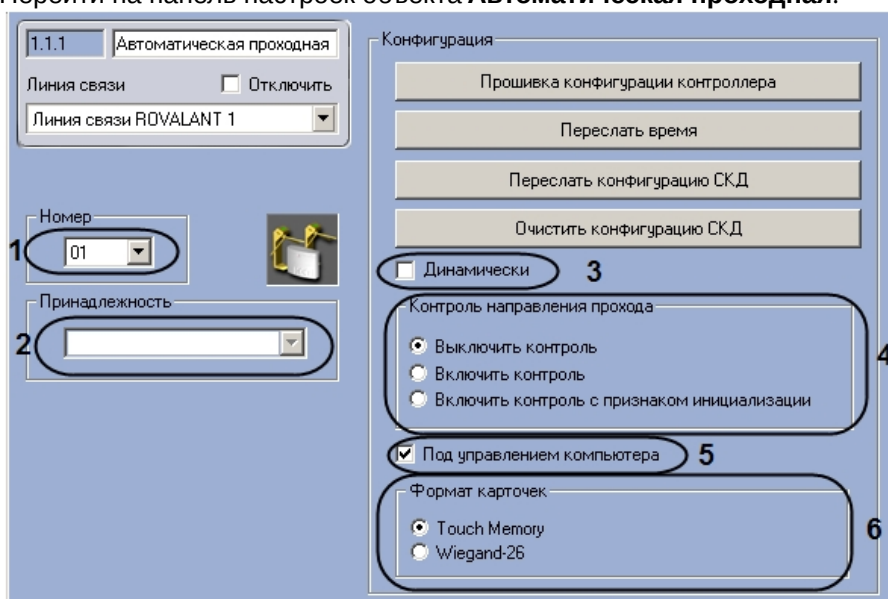 Перейти на панель настроек объекта Автоматическая проходная.
1.1.1 Автоматическая проходная
Линия связи Отключить
Линия связи ROVALANT 1
Номер
1 01
Принадлежность
2
Конфигурация
Прошивка конфигурации контроллера
Переслать время
Переслать конфигурацию СКД
Очистить конфигурацию СКД
Динамически 3
Контроль направления прохода
Выключить контроль
Включить контроль
Включить контроль с признаком инициализации
4
Под управлением компьютера 5
Формат карточек
Touch Memory
Wiegand-26
6